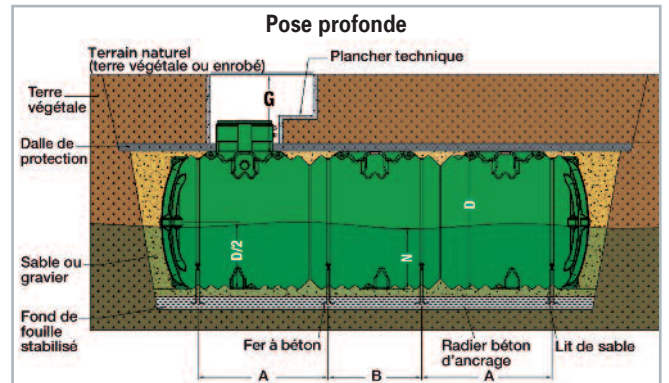 Pose profonde
Terrain naturel
(terre végétale ou enrobé)
Plancher technique
G
Terre
végétale
Dalle de
protection
D
D/2
N
Sable ou
gravier
Fond de
fouille
stabilisé
Fer à béton
Radier béton
d'ancrage
Lit de sable
A
B
A